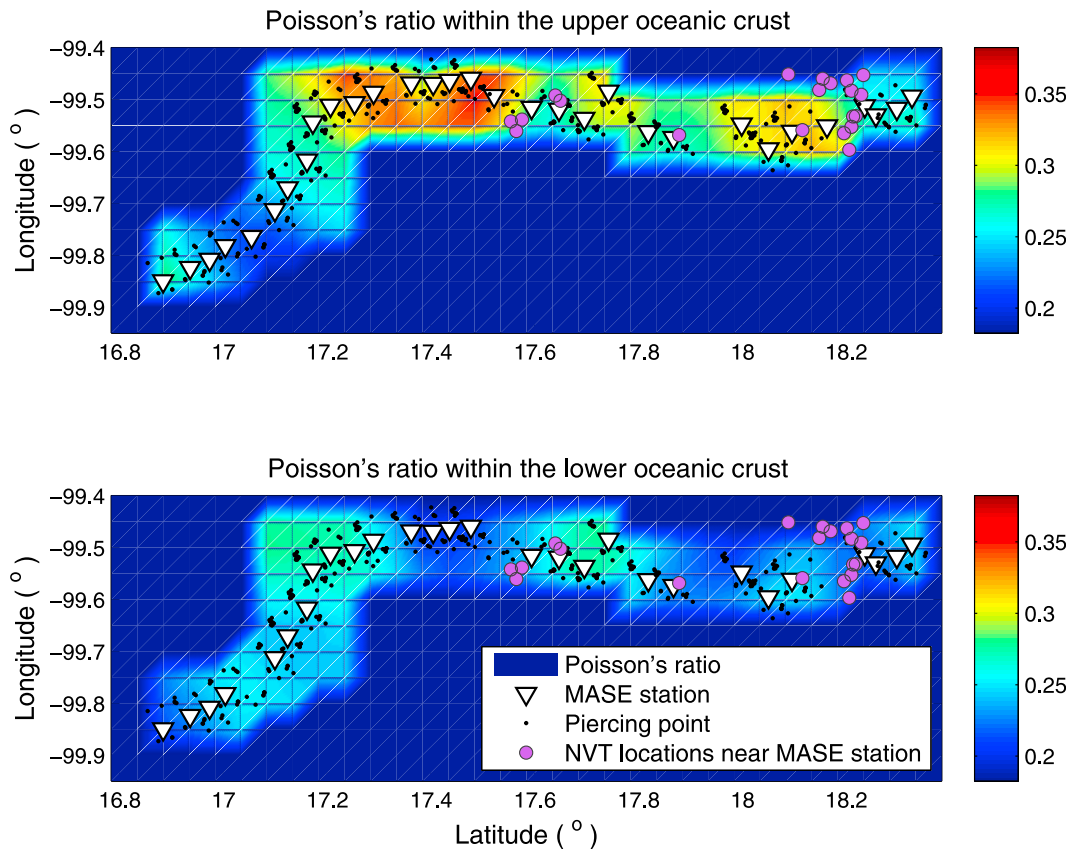 Poisson's ratio within the upper oceanic crust
Longitude ( o )
−99.4
−99.5
−99.6
−99.7
−99.8
−99.9
16.8 17 17.2 17.4 17.6 17.8 18 18.2
0.35
0.3
0.25
0.2
Poisson's ratio within the lower oceanic crust
Longitude ( o )
−99.4
−99.5
−99.6
−99.7
−99.8
−99.9
Poisson's ratio
MASE station
Piercing point
NVT locations near MASE station
16.8 17 17.2 17.4 17.6 17.8 18 18.2
Latitude ( o )
0.35
0.3
0.25
0.2